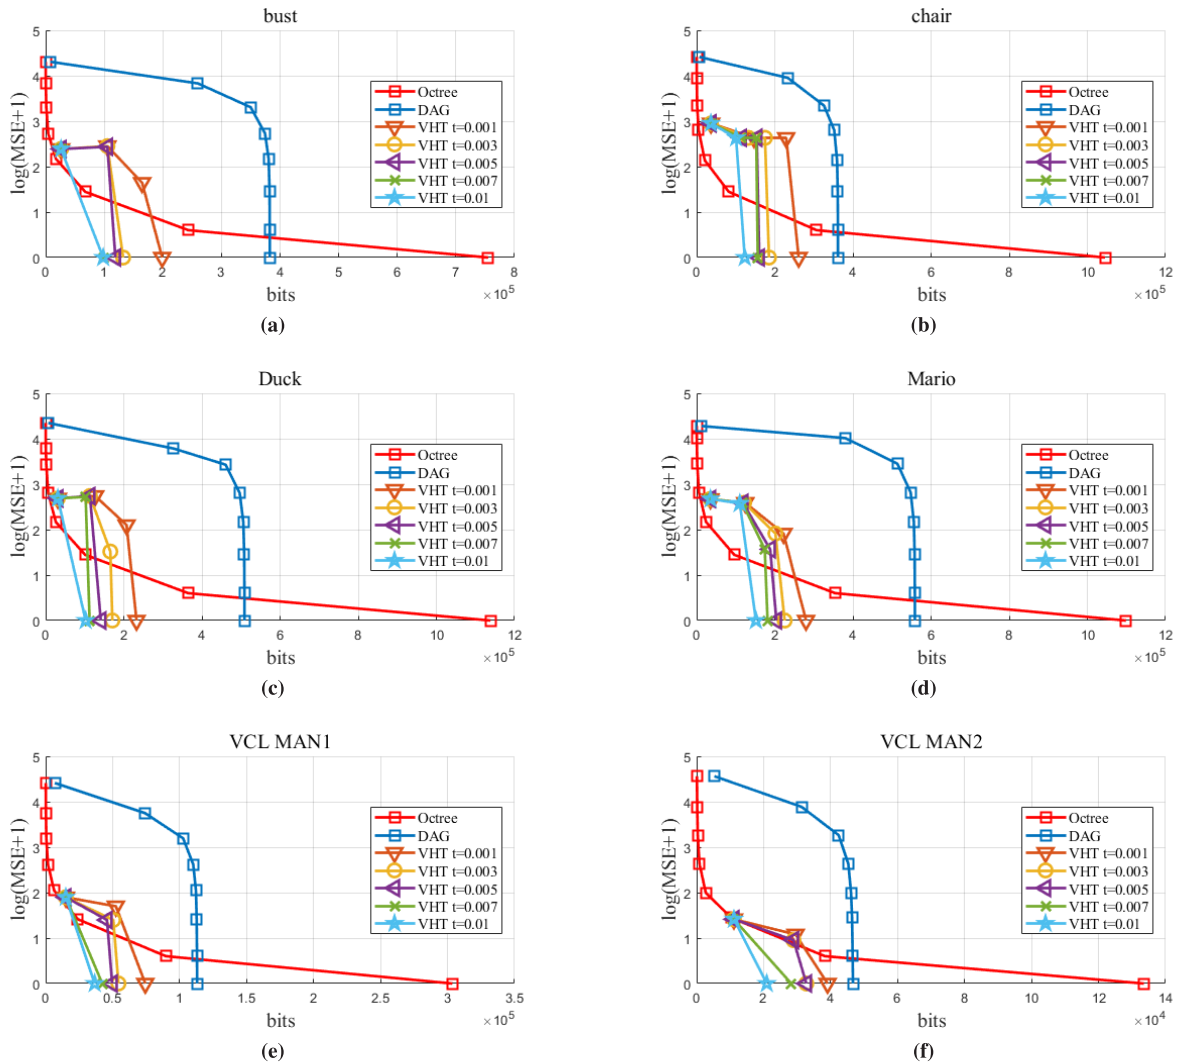 bust
log(MSE+1)
5
4
3
2
1
0
Octree
DAG
VHT t=0.001
VHT t=0.003
VHT t=0.005
VHT t=0.007
VHT t=0.01
0 1 2 3 4 5 6 7 8
bits
×10^5
(a)
chair
log(MSE+1)
5
4
3
2
1
0
Octree
DAG
VHT t=0.001
VHT t=0.003
VHT t=0.005
VHT t=0.007
VHT t=0.01
0 2 4 6 8 10 12
bits
×10^5
(b)
Duck
log(MSE+1)
5
4
3
2
1
0
Octree
DAG
VHT t=0.001
VHT t=0.003
VHT t=0.005
VHT t=0.007
VHT t=0.01
0 2 4 6 8 10 12
bits
×10^5
(c)
Mario
log(MSE+1)
5
4
3
2
1
0
Octree
DAG
VHT t=0.001
VHT t=0.003
VHT t=0.005
VHT t=0.007
VHT t=0.01
0 2 4 6 8 10 12
bits
×10^5
(d)
VCL MAN1
log(MSE+1)
5
4
3
2
1
0
Octree
DAG
VHT t=0.001
VHT t=0.003
VHT t=0.005
VHT t=0.007
VHT t=0.01
0 0.5 1 1.5 2 2.5 3 3.5
bits
×10^5
(e)
VCL MAN2
log(MSE+1)
5
4
3
2
1
0
Octree
DAG
VHT t=0.001
VHT t=0.003
VHT t=0.005
VHT t=0.007
VHT t=0.01
0 2 4 6 8 10 12 14
bits
×10^4
(f)